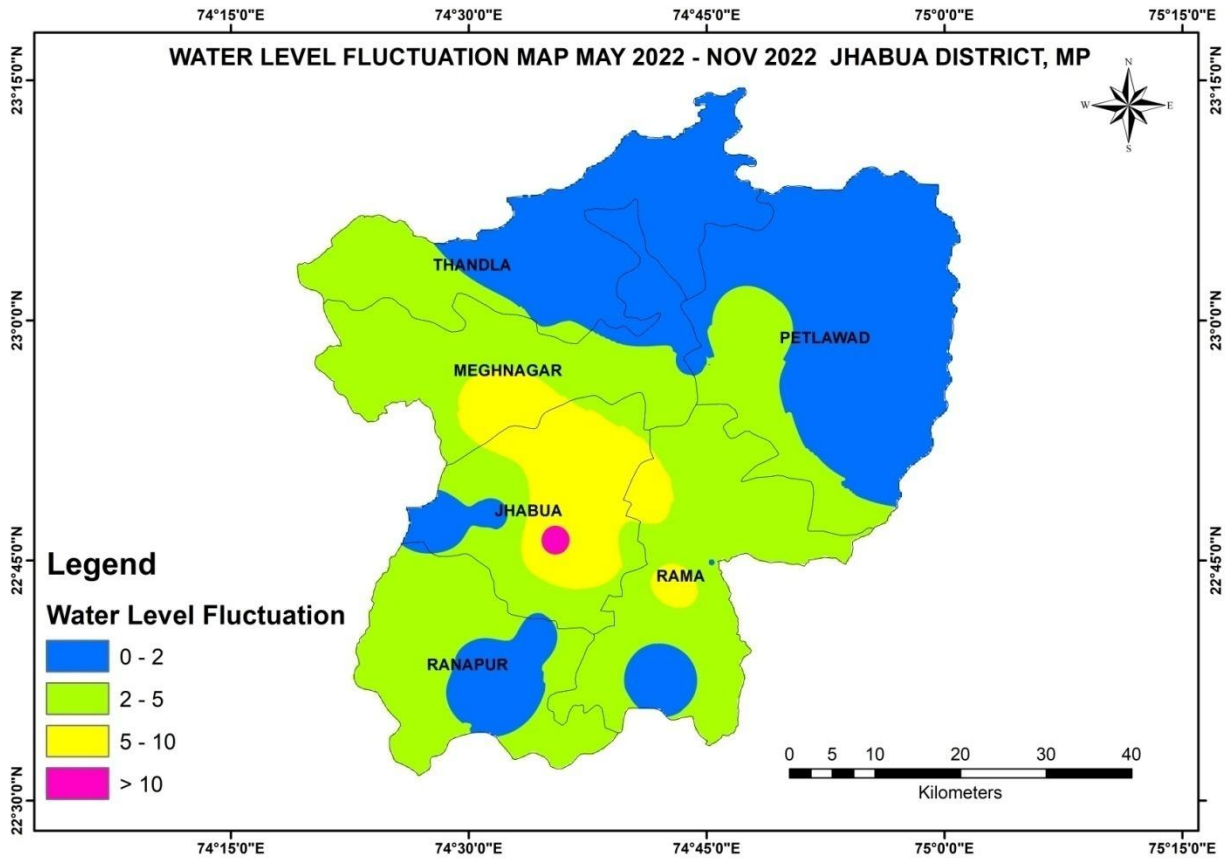 74°15'0"E 74°30'0"E 74°45'0"E 75°0'0"E 75°15'0"E
WATER LEVEL FLUCTUATION MAP MAY 2022 - NOV 2022 JHABUA DISTRICT, MP
23°15'0"N 23°15'0"N
N
W E
S
THANDLA
23°0'0"N 23°0'0"N
PETLAWAD
MEGHNAGAR
JHABUA
22°45'0"N 22°45'0"N
RAMA
RANAPUR
Legend
Water Level Fluctuation
0 - 2
2 - 5
5 - 10
> 10
0 5 10 20 30 40
Kilometers
22°30'0"N 22°30'0"N
74°15'0"E 74°30'0"E 74°45'0"E 75°0'0"E 75°15'0"E